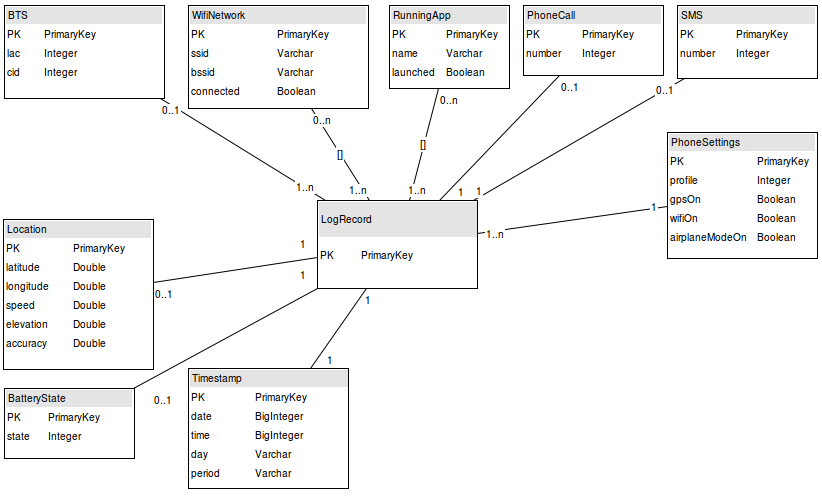 BTS
PK PrimaryKey
lac Integer
cid Integer
WifiNetwork
PK PrimaryKey
ssid Varchar
bssid Varchar
connected Boolean
RunningApp
PK PrimaryKey
name Varchar
launched Boolean
PhoneCall
PK PrimaryKey
number Integer
SMS
PK PrimaryKey
number Integer
0..1
0..n
0..n
0..1
0..1
[]
[]
PhoneSettings
PK PrimaryKey
profile Integer
gpsOn Boolean
wifiOn Boolean
airplaneModeOn Boolean
1..n
1..n
1..n
1
1
1
1..n
LogRecord
PK PrimaryKey
Location
PK PrimaryKey
latitude Double
longitude Double
speed Double
elevation Double
accuracy Double
1
0..1
1
1
1
0..1
BatteryState
PK PrimaryKey
state Integer
Timestamp
PK PrimaryKey
date BigInteger
time BigInteger
day Varchar
period Varchar